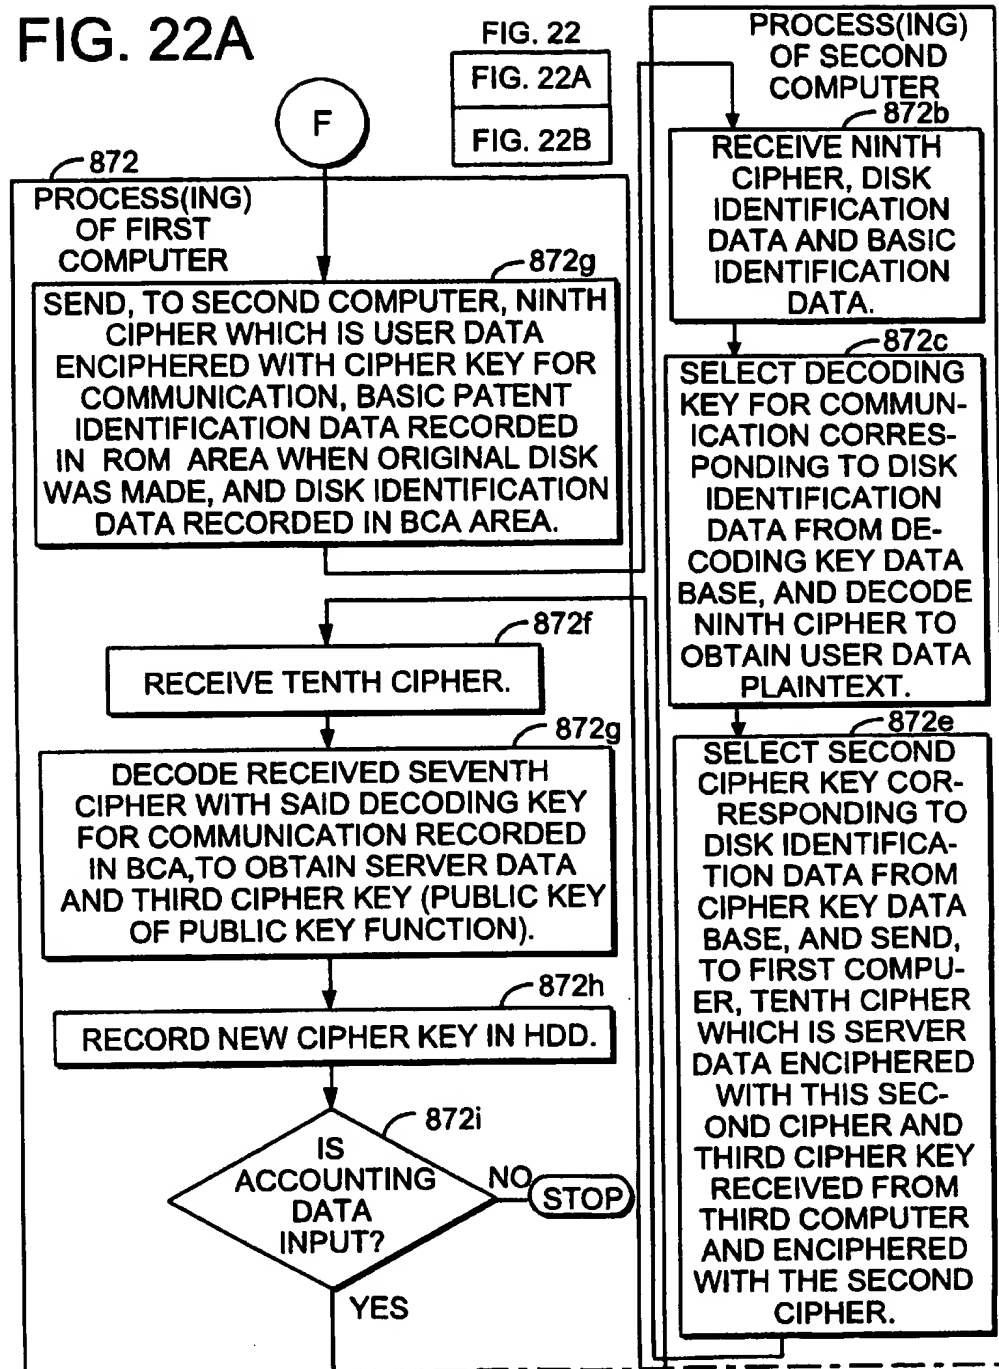 FIG. 22A
FIG. 22
FIG. 22A
FIG. 22B
F
872
PROCESS(ING)
OF FIRST
COMPUTER
872g
SEND, TO SECOND COMPUTER, NINTH
CIPHER WHICH IS USER DATA
ENCIPHERED WITH CIPHER KEY FOR
COMMUNICATION, BASIC PATENT
IDENTIFICATION DATA RECORDED
IN ROM AREA WHEN ORIGINAL DISK
WAS MADE, AND DISK IDENTIFICATION
DATA RECORDED IN BCA AREA.
872f
RECEIVE TENTH CIPHER.
872g
DECODE RECEIVED SEVENTH
CIPHER WITH SAID DECODING KEY
FOR COMMUNICATION RECORDED
IN BCA,TO OBTAIN SERVER DATA
AND THIRD CIPHER KEY (PUBLIC KEY
OF PUBLIC KEY FUNCTION).
872h
RECORD NEW CIPHER KEY IN HDD.
872i
IS
ACCOUNTING
DATA
INPUT?
NO
STOP
YES
PROCESS(ING)
OF SECOND
COMPUTER
872b
RECEIVE NINTH
CIPHER, DISK
IDENTIFICATION
DATA AND BASIC
IDENTIFICATION
DATA.
872c
SELECT DECODING
KEY FOR COMMUN-
ICATION CORRES-
PONDING TO DISK
IDENTIFICATION
DATA FROM DE-
CODING KEY DATA
BASE, AND DECODE
NINTH CIPHER TO
OBTAIN USER DATA
PLAINTEXT.
872e
SELECT SECOND
CIPHER KEY COR-
RESPONDING TO
DISK IDENTIFICA-
TION DATA FROM
CIPHER KEY DATA
BASE, AND SEND,
TO FIRST COMPU-
ER, TENTH CIPHER
WHICH IS SERVER
DATA ENCIPHERED
WITH THIS SEC-
OND CIPHER AND
THIRD CIPHER KEY
RECEIVED FROM
THIRD COMPUTER
AND ENCIPHERED
WITH THE SECOND
CIPHER.